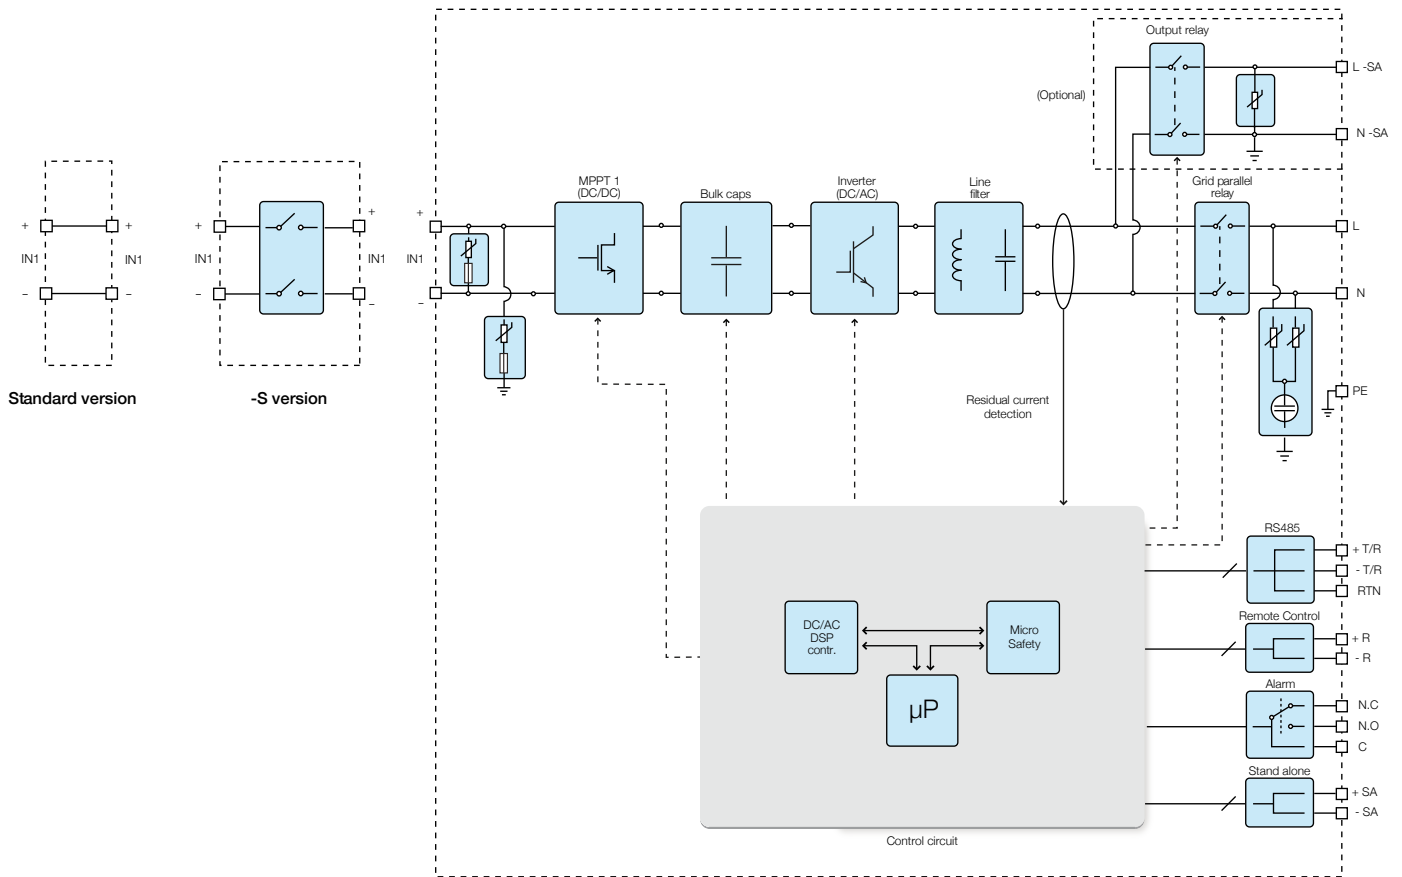 Output relay
L -SA
(Optional)
N -SA
MPPT 1
(DC/DC)
Bulk caps
Inverter
(DC/AC)
Line
filter
Grid parallel
relay
+
IN1
–
+
IN1
–
Standard version
+
IN1
–
+
IN1
–
-S version
+
IN1
–
L
N
PE
Residual current
detection
RS485
+ T/R
- T/R
RTN
Remote Control
+ R
- R
Alarm
N.C
N.O
C
Stand alone
+ SA
- SA
DC/AC
DSP
contr.
Micro
Safety
µP
Control circuit